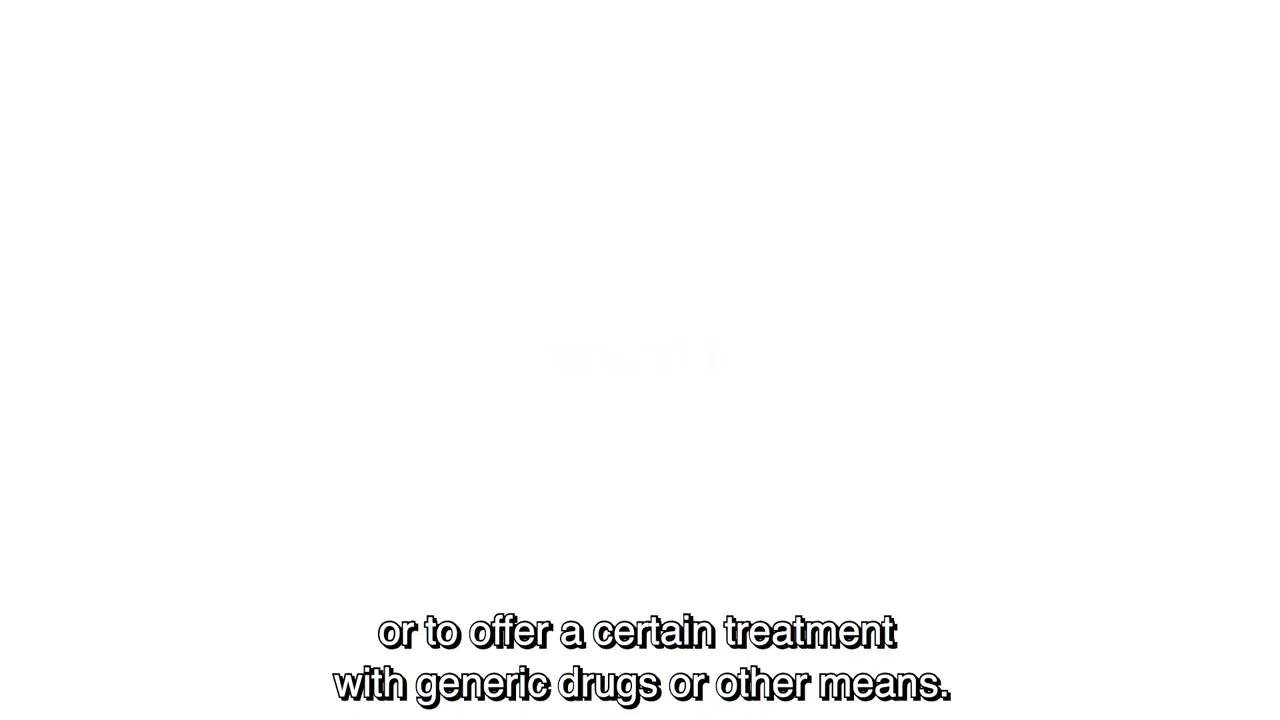 or to offer a certain treatment
with generic drugs or other means.